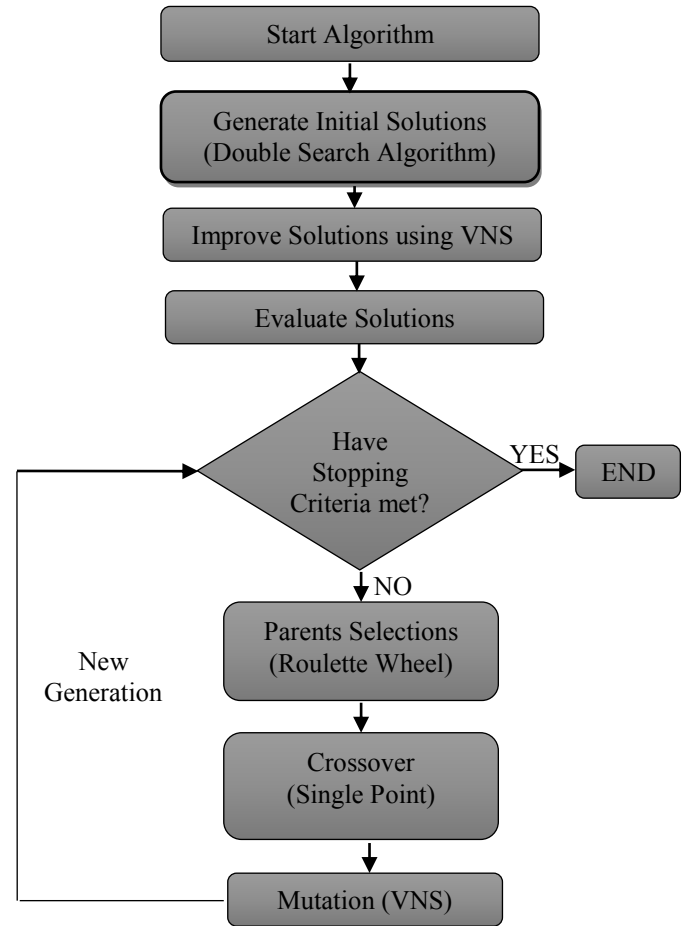 Start Algorithm
Generate Initial Solutions
(Double Search Algorithm)
Improve Solutions using VNS
Evaluate Solutions
Have
Stopping
Criteria met?
YES
END
NO
Parents Selections
(Roulette Wheel)
New
Generation
Crossover
(Single Point)
Mutation (VNS)